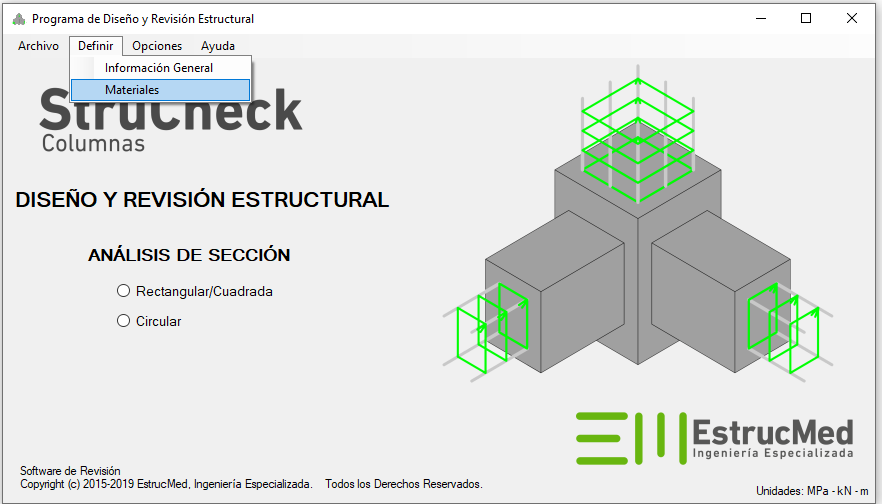 Programa de Diseño y Revisión Estructural
Archivo Definir Opciones Ayuda
Información General
Materiales
StruCheck
Columnas
DISEÑO Y REVISIÓN ESTRUCTURAL
ANÁLISIS DE SECCIÓN
Rectangular/Cuadrada
Circular
EstrucMed
Ingeniería Especializada
Software de Revisión
Copyright (c) 2015-2019 EstrucMed, Ingeniería Especializada. Todos los Derechos Reservados.
Unidades: MPa - kN - m